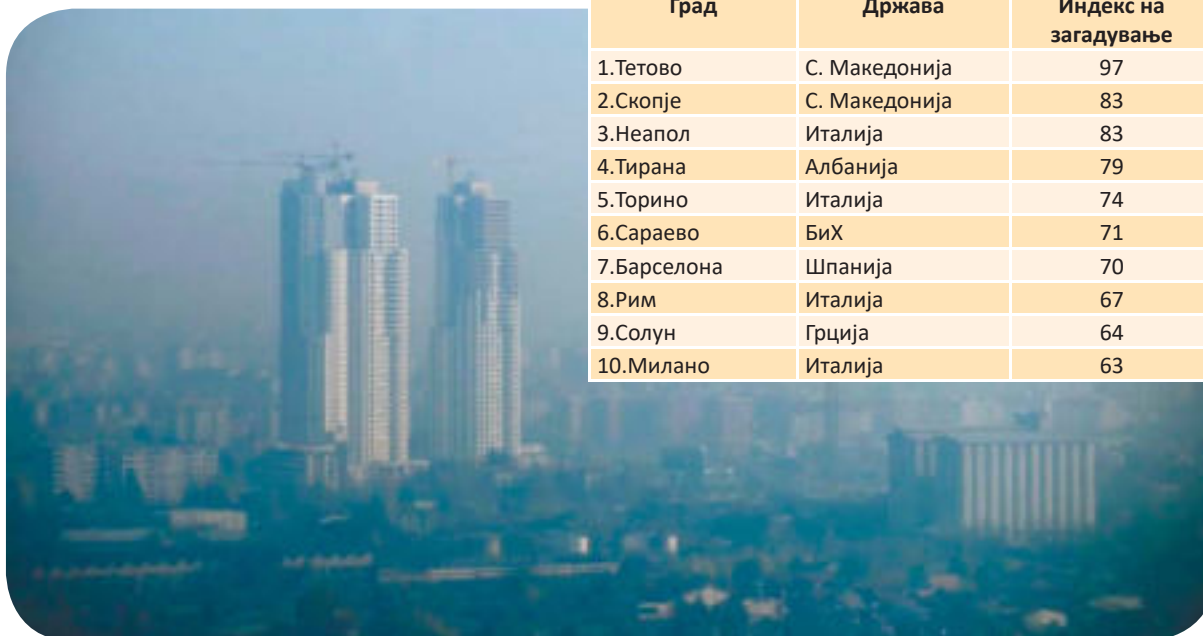 Град Држава Индекс на
загадување
1.Тетово С. Македонија 97
2.Скопје С. Македонија 83
3.Неапол Италија 83
4.Тирана Албанија 79
5.Торино Италија 74
6.Сараево БиХ 71
7.Барселона Шпанија 70
8.Рим Италија 67
9.Солун Грција 64
10.Милано Италија 63